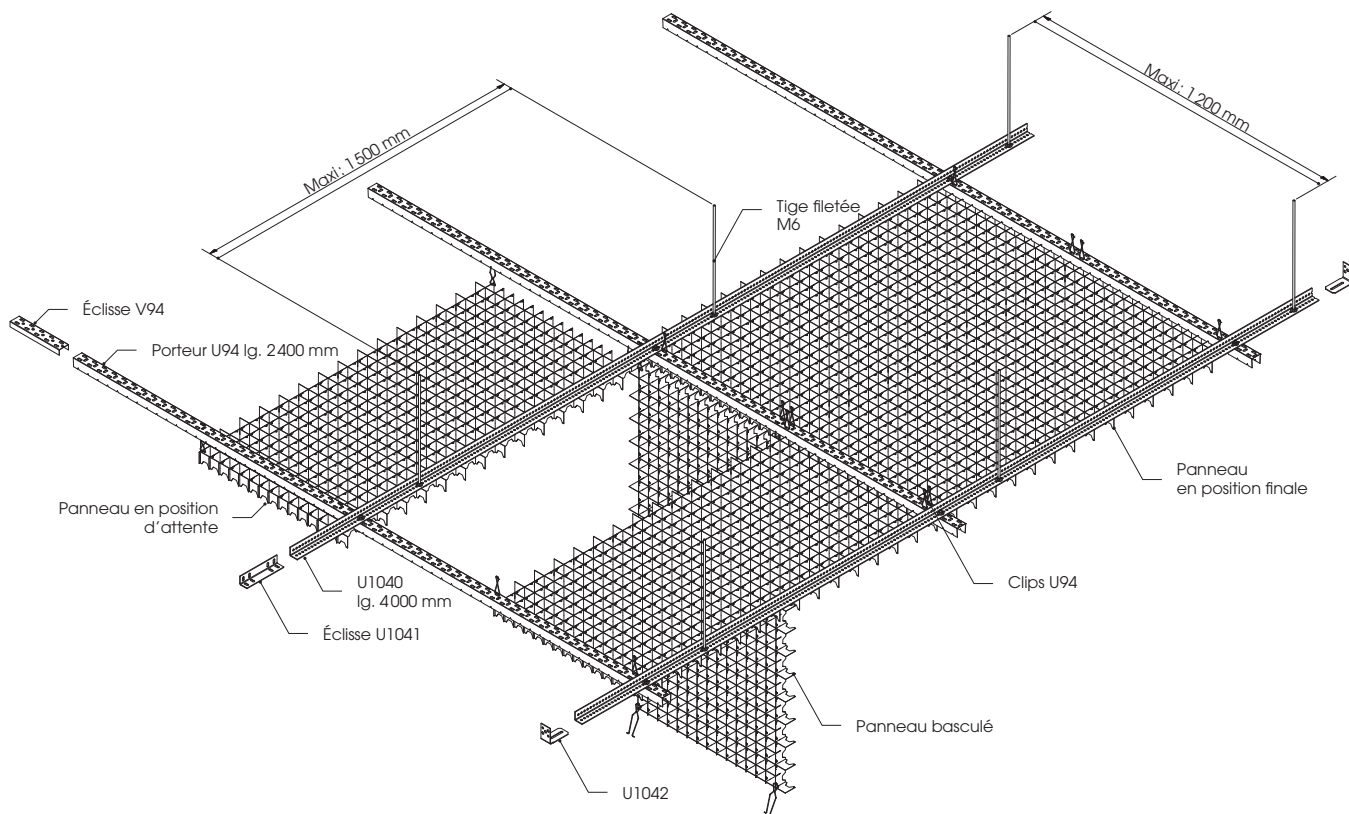 Maxi: 1200 mm
Maxi: 1500 mm
Tige filetée
M6
Éclisse V94
Porteur U94 lg. 2400 mm
Panneau
en position finale
Panneau en position
d'attente
U1040
lg. 4000 mm
Clips U94
Éclisse U1041
Panneau basculé
U1042